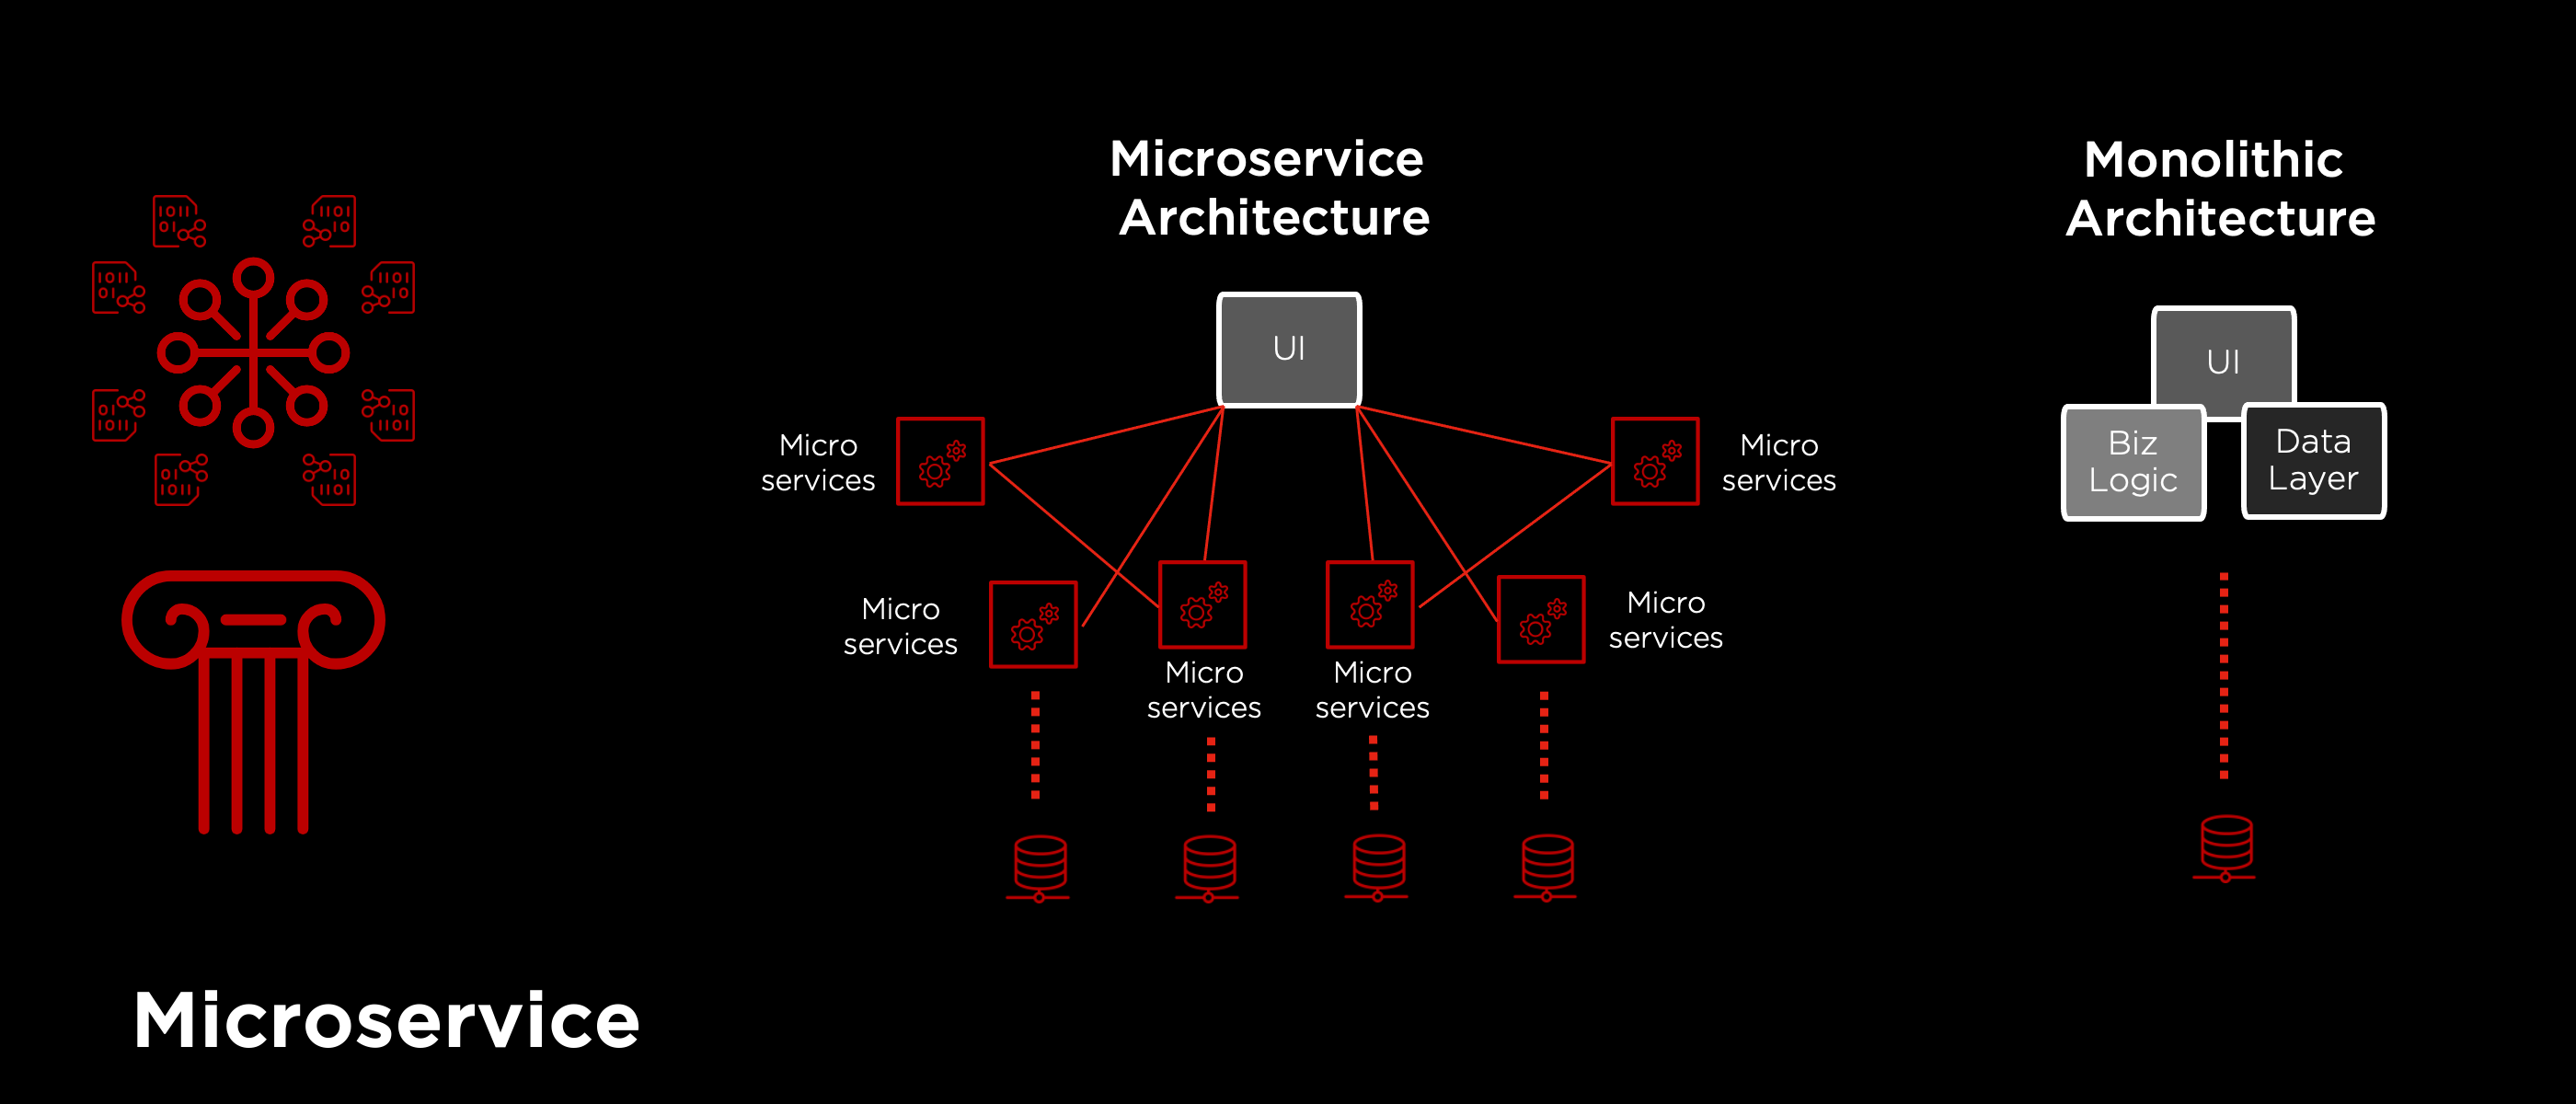 Microservice
Architecture
UI
Micro
services
Micro
services
Micro
services
Micro
services
Micro
services
Micro
services
Monolithic
Architecture
UI
Biz
Logic
Data
Layer
Microservice